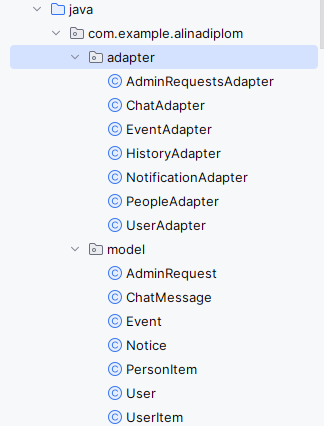 java
com.example.alinadiplom
adapter
AdminRequestsAdapter
ChatAdapter
EventAdapter
HistoryAdapter
NotificationAdapter
PeopleAdapter
UserAdapter
model
AdminRequest
ChatMessage
Event
Notice
PersonItem
User
UserItem